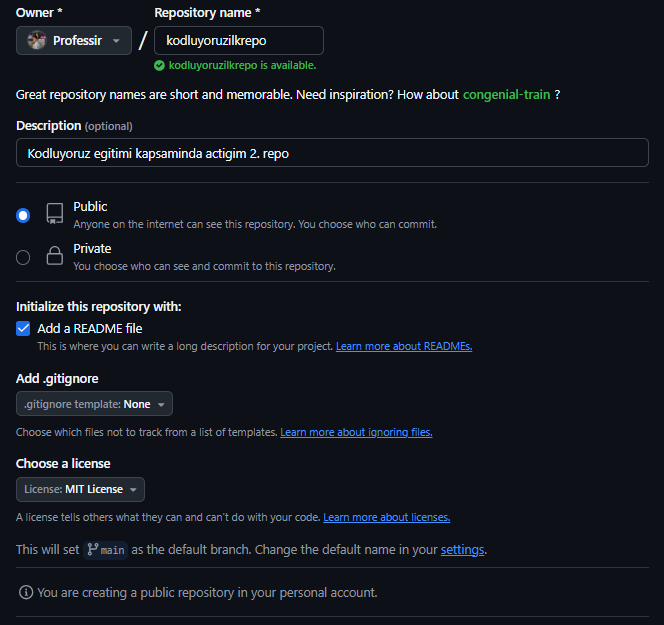 Owner * Repository name *
Professir / kodluyoruzilkrepo
kodluyoruzilkrepo is available.
Great repository names are short and memorable. Need inspiration? How about congenial-train ?
Description (optional)
Kodluyoruz egitimi kapsaminda actigim 2. repo
Public
Anyone on the internet can see this repository. You choose who can commit.
Private
You choose who can see and commit to this repository.
Initialize this repository with:
Add a README file
This is where you can write a long description for your project. Learn more about READMEs.
Add .gitignore
.gitignore template: None
Choose which files not to track from a list of templates. Learn more about ignoring files.
Choose a license
License: MIT License
A license tells others what they can and can't do with your code. Learn more about licenses.
This will set main as the default branch. Change the default name in your settings.
You are creating a public repository in your personal account.